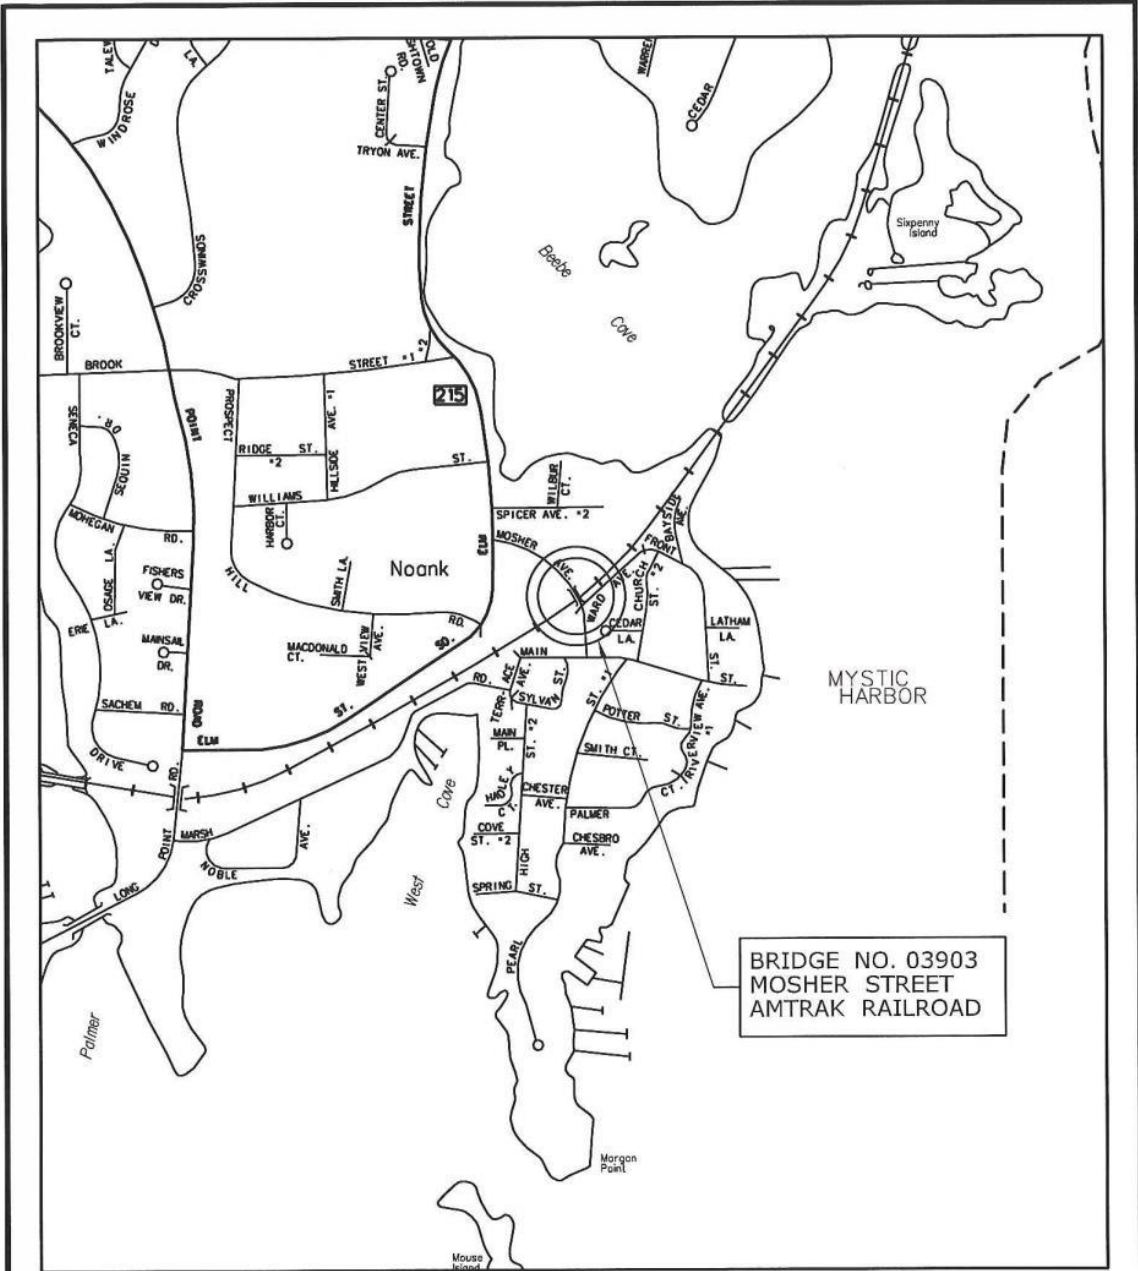 WINDROSE
LA.
CENTER ST.
RD.
OLD
TRYON AVE.
STREET
CEDAR
Sixpenny
Island
Beebe
Cove
CROSSWINDS
BROOKVIEW
CT.
BROOK
STREET #1 #2
215
SENECA
DR.
SEQUIN
POINT
PROSPECT
AVE. #1
HILLSIDE
RIDGE ST.
#2
ST.
WILLIAMS
HARBOR
CT.
WILBUR
CT.
SPICER AVE. #2
BAYSIDE
AVE.
MOHEGAN
RD.
ELM
MOSHER
AVE.
FRONT
AVE.
WARD
CHURCH
ST. #2
OSAGE LA.
FISHERS
VIEW DR.
HILL
SMITH LA.
Noank
ERIE
LA.
MAINSAIL
DR.
MACDONALD
CT.
WEST VIEW
AVE.
RD.
SQ.
CEDAR
LA.
LATHAM
LA.
MAIN
ST.
ST.
MYSTIC
HARBOR
SACHEM RD.
ROAD
ELM
ST.
RD.
TERR-
ACE
AVE.
SYLVAN
ST.
ST. #1
POTTER ST.
RIVERVIEW AVE.
#1
DRIVE
RD.
MAIN
PL.
ST. #2
SMITH CT.
Cove
HADLEY
CT.
CHESTER
AVE.
PALMER
CT.
POINT
MARSH
AVE.
NOBLE
COVE
ST. #2
CHESBRO
AVE.
HIGH
LONG
West
SPRING ST.
PEARL
BRIDGE NO. 03903
MOSHER STREET
AMTRAK RAILROAD
Palmer
Morgan
Point
Mouse
Island